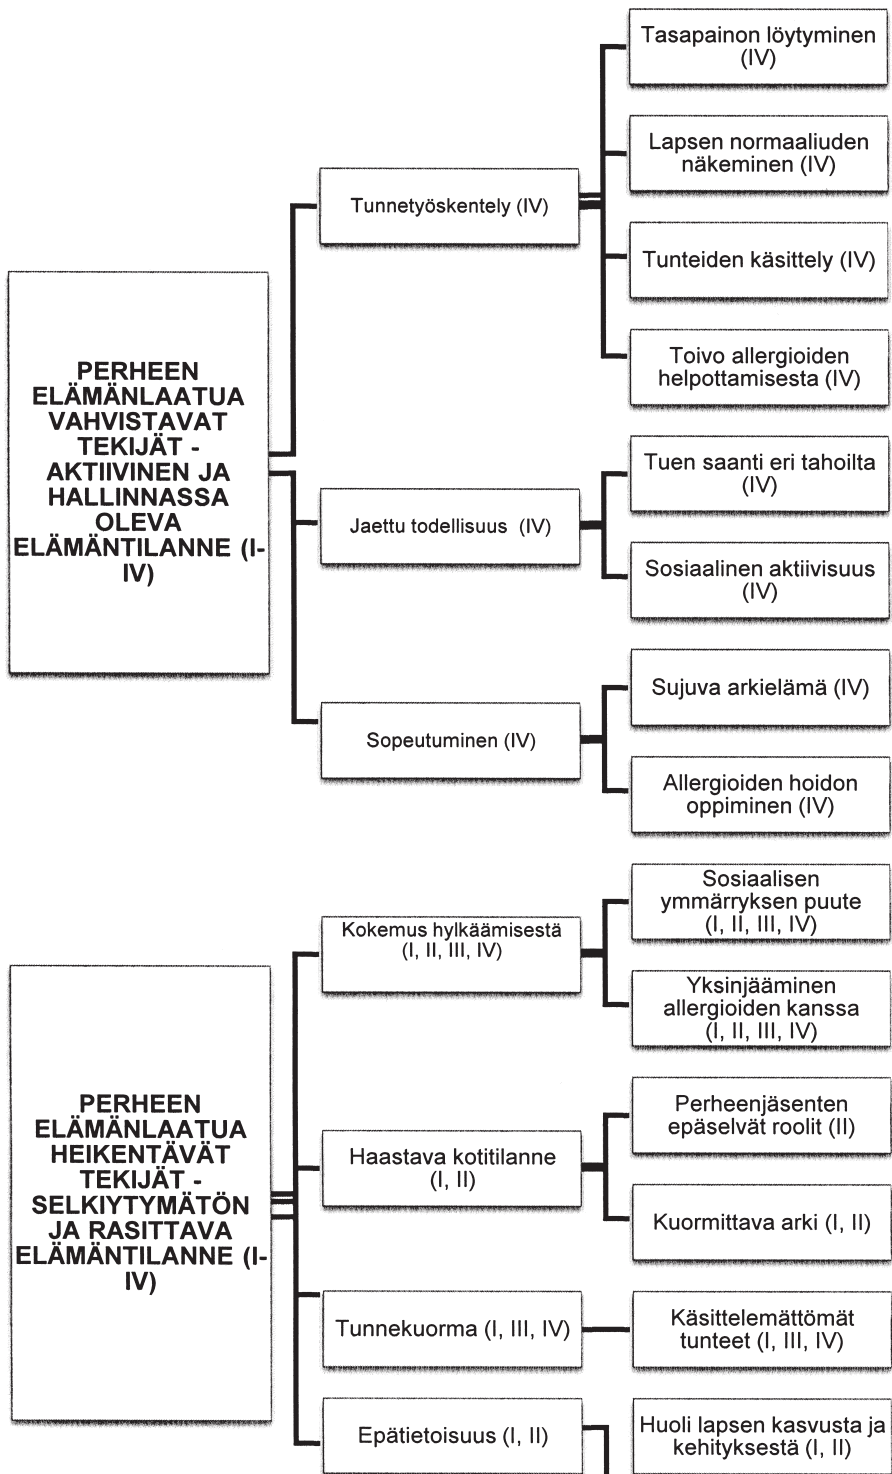 PERHEEN
ELÄMÄNLAATUA
VAHVISTAVAT
TEKIJÄT -
AKTIIVINEN JA
HALLINNASSA
OLEVA
ELÄMÄNTILANNE (I-
IV)
Tunnetyöskentely (IV)
Tasapainon löytyminen
(IV)
Lapsen normaaliuden
näkeminen (IV)
Tunteiden käsittely (IV)
Toivo allergioiden
helpottamisesta (IV)
Jaettu todellisuus (IV)
Tuen saanti eri tahoilta
(IV)
Sosiaalinen aktiivisuus
(IV)
Sopeutuminen (IV)
Sujuva arkielämä (IV)
Allergioiden hoidon
oppiminen (IV)
PERHEEN
ELÄMÄNLAATUA
HEIKENTÄVÄT
TEKIJÄT -
SELKIYTYMÄTÖN
JA RASITTAVA
ELÄMÄNTILANNE (I-
IV)
Kokemus hylkäämisestä
(I, II, III, IV)
Sosiaalisen
ymmärryksen puute
(I, II, III, IV)
Yksinjääminen
allergioiden kanssa
(I, II, III, IV)
Haastava kotitilanne
(I, II)
Perheenjäsenten
epäselvät roolit (II)
Kuormittava arki (I, II)
Tunnekuorma (I, III, IV)
Käsittelemättömät
tunteet (I, III, IV)
Epätietoisuus (I, II)
Huoli lapsen kasvusta ja
kehityksestä (I, II)